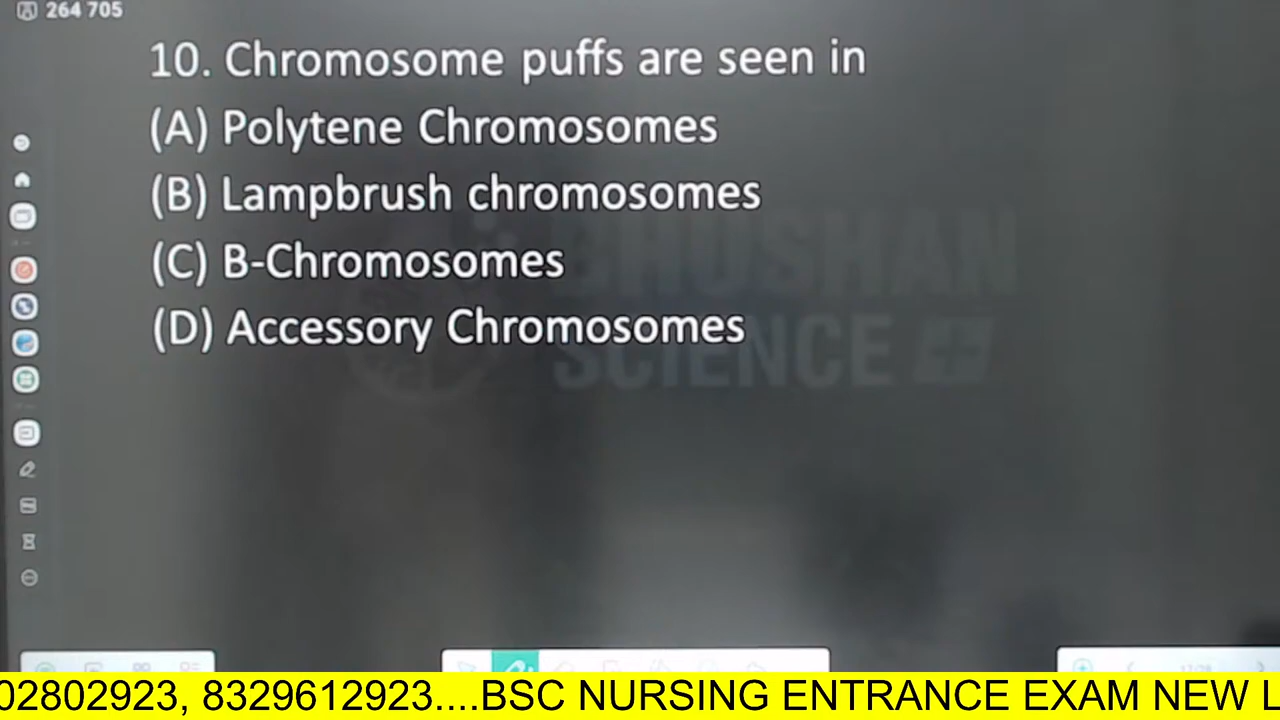 264 705
10. Chromosome puffs are seen in
(A) Polytene Chromosomes
(B) Lampbrush chromosomes
(C) B-Chromosomes
(D) Accessory Chromosomes
BHUSHAN
SCIENCE
02802923, 8329612923....BSC NURSING ENTRANCE EXAM NEW L